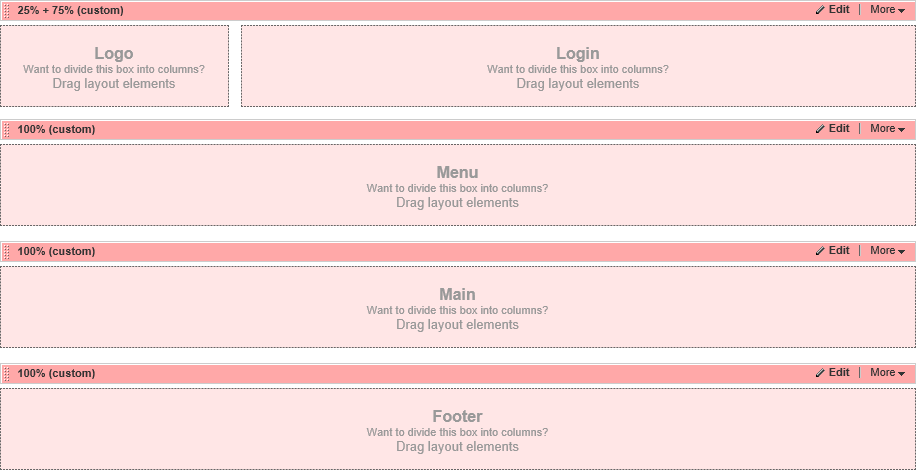 25% + 75% (custom) Edit | More
Logo
Want to divide this box into columns?
Drag layout elements
Login
Want to divide this box into columns?
Drag layout elements
100% (custom) Edit | More
Menu
Want to divide this box into columns?
Drag layout elements
100% (custom) Edit | More
Main
Want to divide this box into columns?
Drag layout elements
100% (custom) Edit | More
Footer
Want to divide this box into columns?
Drag layout elements